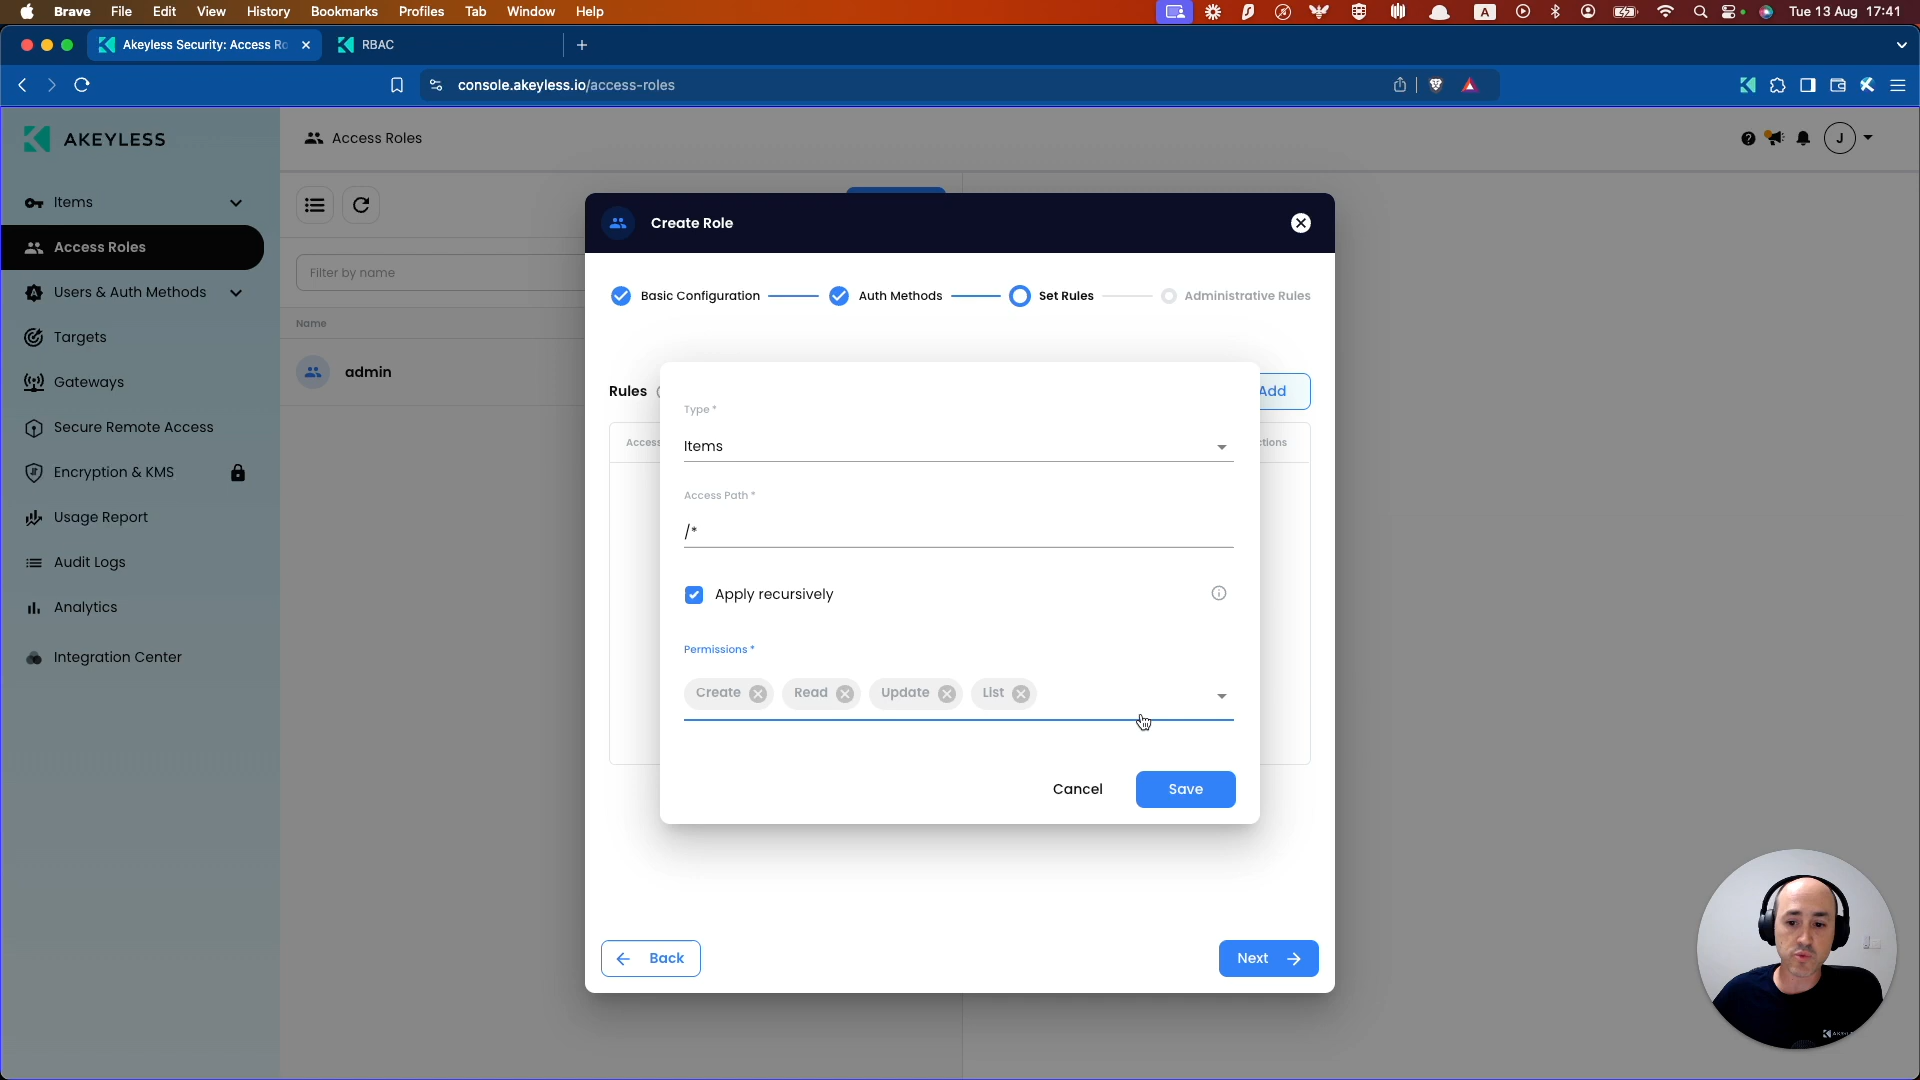 Brave File Edit View History Bookmarks Profiles Tab Window Help
A
Tue 13 Aug 17:41
Akeyless Security: Access Ro
RBAC
console.akeyless.io/access-roles
AKEYLESS
Access Roles
J
Items
Access Roles
Users & Auth Methods
Targets
Gateways
Secure Remote Access
Encryption & KMS
Usage Report
Audit Logs
Analytics
Integration Center
Filter by name
Name
admin
Create Role
Basic Configuration
Auth Methods
Set Rules
Administrative Rules
Rules
Add
Access
ctions
Type *
Items
Access Path *
/*
Apply recursively
Permissions *
Create
Read
Update
List
Cancel
Save
Back
Next